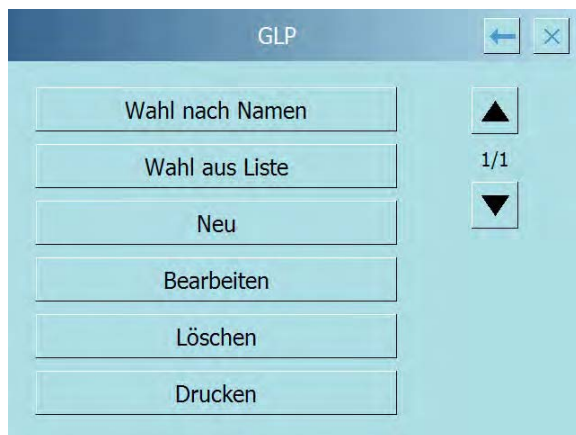 GLP
Wahl nach Namen
Wahl aus Liste
1/1
Neu
Bearbeiten
Löschen
Drucken